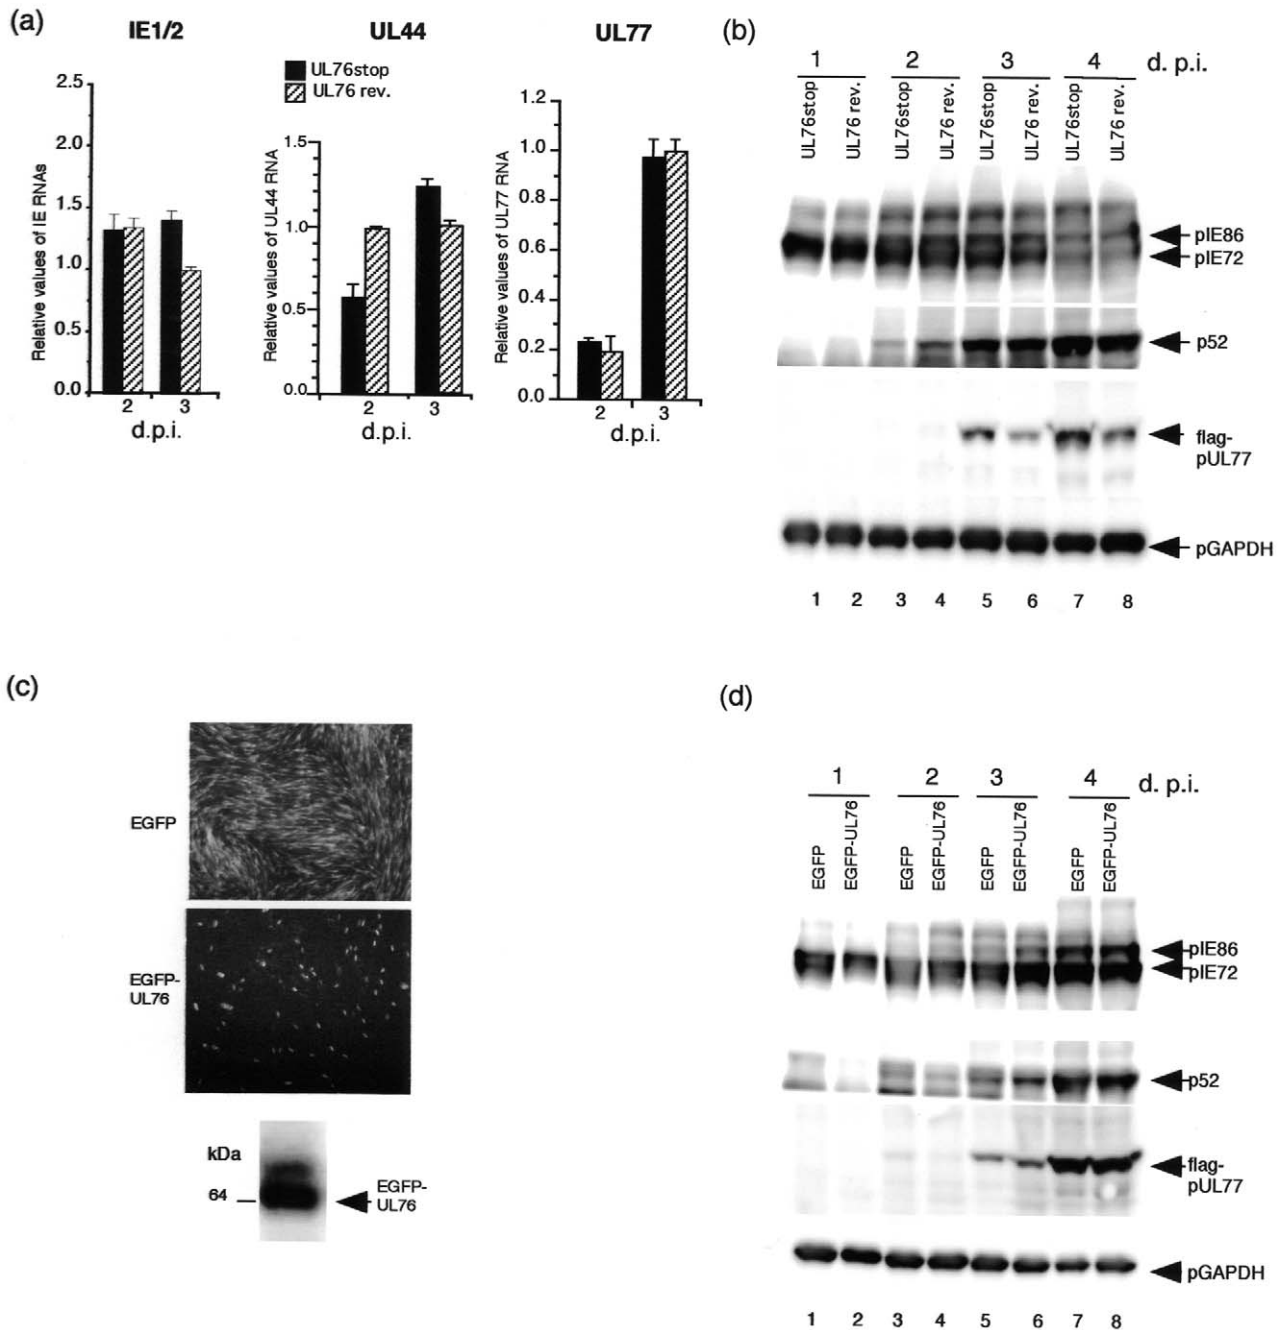 (a)
IE1/2
UL44
UL77
UL76stop
UL76 rev.
Relative values of IE RNAs
2.5
2.0
1.5
1.0
0.5
0.0
2
3
d.p.i.
Relative values of UL44 RNA
1.5
1.0
0.5
0.0
2
3
d.p.i.
Relative values of UL77 RNA
1.2
1.0
0.8
0.6
0.4
0.2
0.0
2
3
d.p.i.
(b)
1 2 3 4 d. p.i.
UL76stop
UL76 rev.
UL76stop
UL76 rev.
UL76stop
UL76 rev.
UL76stop
UL76 rev.
pIE86
pIE72
p52
flag-
pUL77
pGAPDH
1 2 3 4 5 6 7 8
(c)
EGFP
EGFP-
UL76
kDa
64
EGFP-
UL76
(d)
1 2 3 4 d. p.i.
EGFP
EGFP-UL76
EGFP
EGFP-UL76
EGFP
EGFP-UL76
EGFP
EGFP-UL76
pIE86
pIE72
p52
flag-
pUL77
pGAPDH
1 2 3 4 5 6 7 8